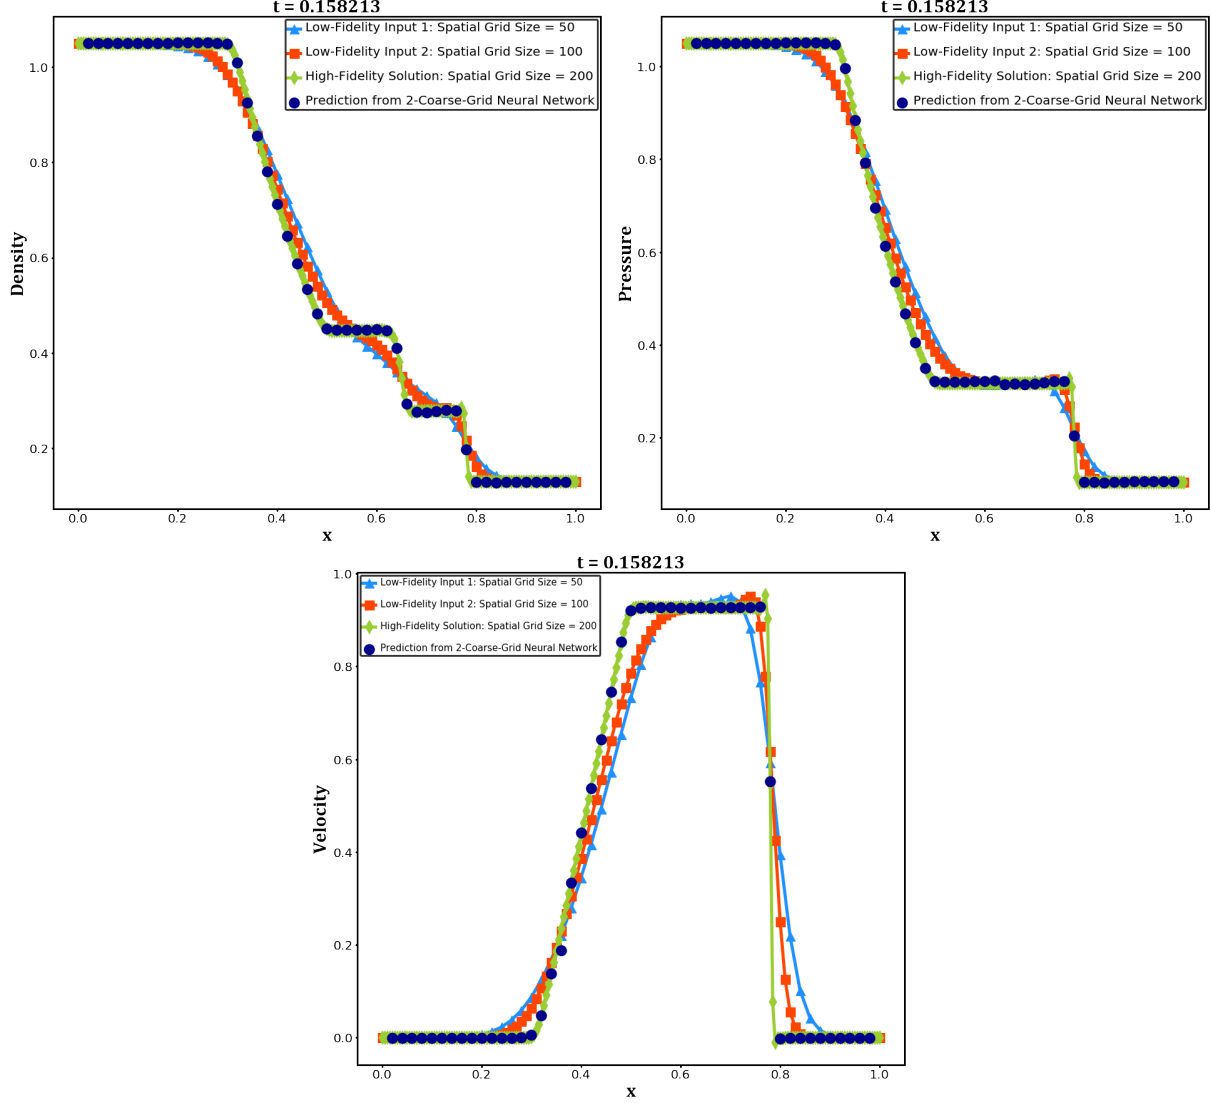 t = 0.158213
Low-Fidelity Input 1: Spatial Grid Size = 50
Low-Fidelity Input 2: Spatial Grid Size = 100
High-Fidelity Solution: Spatial Grid Size = 200
Prediction from 2-Coarse-Grid Neural Network
Density
1.0
0.8
0.6
0.4
0.2
0.0 0.2 0.4 0.6 0.8 1.0
x
t = 0.158213
Low-Fidelity Input 1: Spatial Grid Size = 50
Low-Fidelity Input 2: Spatial Grid Size = 100
High-Fidelity Solution: Spatial Grid Size = 200
Prediction from 2-Coarse-Grid Neural Network
Pressure
1.0
0.8
0.6
0.4
0.2
0.0 0.2 0.4 0.6 0.8 1.0
x
t = 0.158213
Low-Fidelity Input 1: Spatial Grid Size = 50
Low-Fidelity Input 2: Spatial Grid Size = 100
High-Fidelity Solution: Spatial Grid Size = 200
Prediction from 2-Coarse-Grid Neural Network
Velocity
1.0
0.8
0.6
0.4
0.2
0.0
0.0 0.2 0.4 0.6 0.8 1.0
x